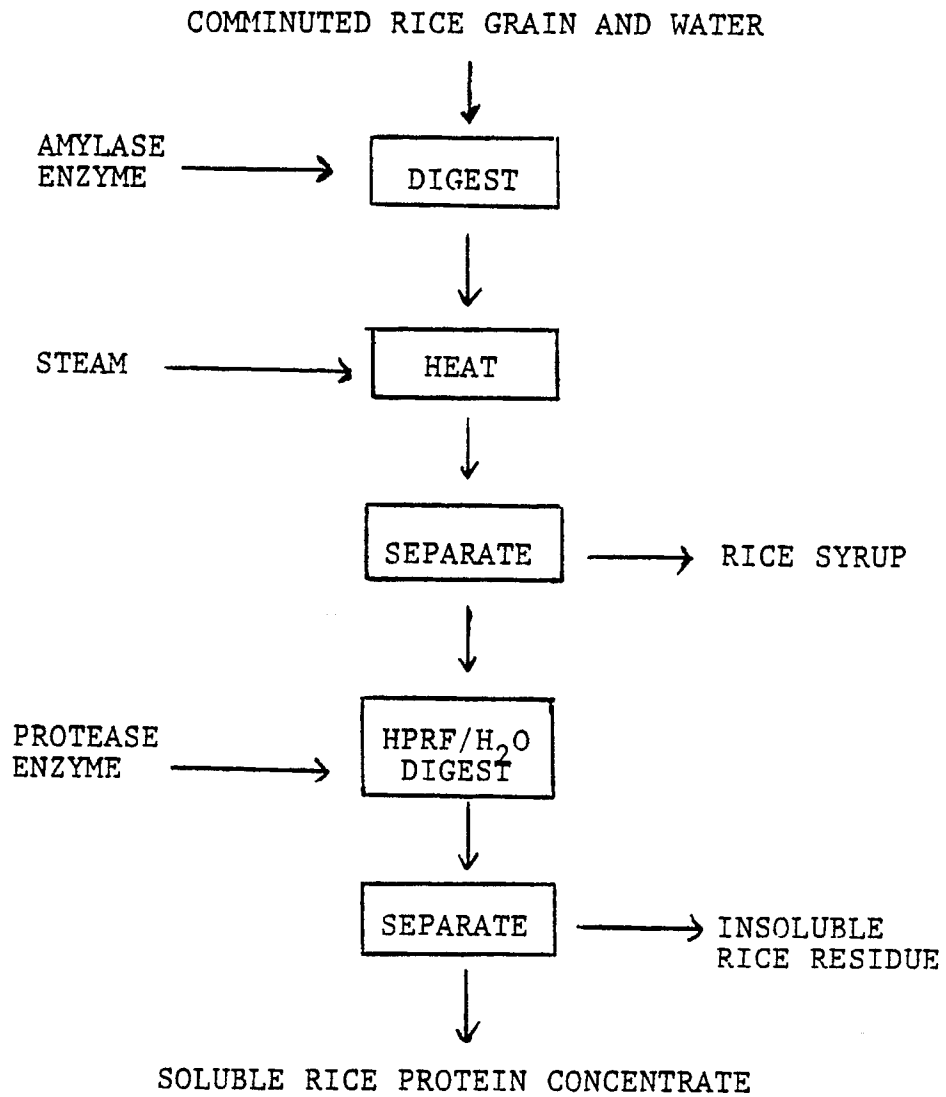 COMMINUTED RICE GRAIN AND WATER
AMYLASE
ENZYME
DIGEST
STEAM
HEAT
SEPARATE
RICE SYRUP
PROTEASE
ENZYME
HPRF/H₂O
DIGEST
SEPARATE
INSOLUBLE
RICE RESIDUE
SOLUBLE RICE PROTEIN CONCENTRATE